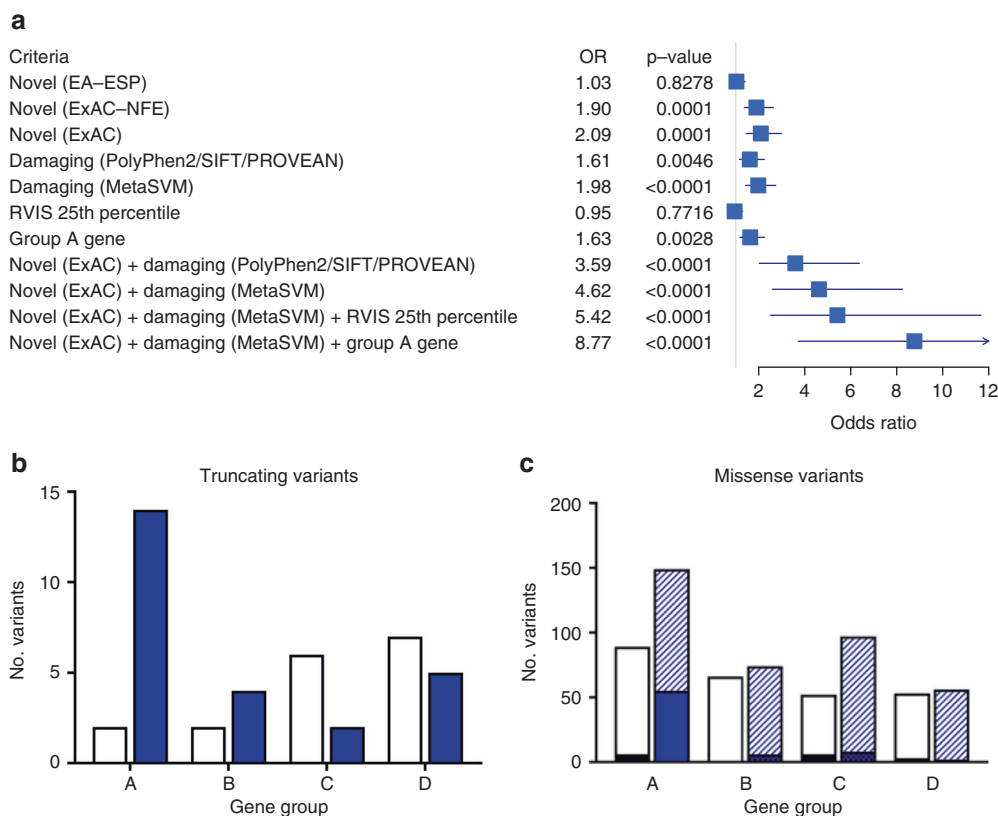 a
Criteria OR p–value
Novel (EA–ESP) 1.03 0.8278
Novel (ExAC–NFE) 1.90 0.0001
Novel (ExAC) 2.09 0.0001
Damaging (PolyPhen2/SIFT/PROVEAN) 1.61 0.0046
Damaging (MetaSVM) 1.98 <0.0001
RVIS 25th percentile 0.95 0.7716
Group A gene 1.63 0.0028
Novel (ExAC) + damaging (PolyPhen2/SIFT/PROVEAN) 3.59 <0.0001
Novel (ExAC) + damaging (MetaSVM) 4.62 <0.0001
Novel (ExAC) + damaging (MetaSVM) + RVIS 25th percentile 5.42 <0.0001
Novel (ExAC) + damaging (MetaSVM) + group A gene 8.77 <0.0001
2 4 6 8 10 12
Odds ratio
b
Truncating variants
No. variants
15
10
5
0
A B C D
Gene group
c
Missense variants
No. variants
200
150
100
50
0
A B C D
Gene group